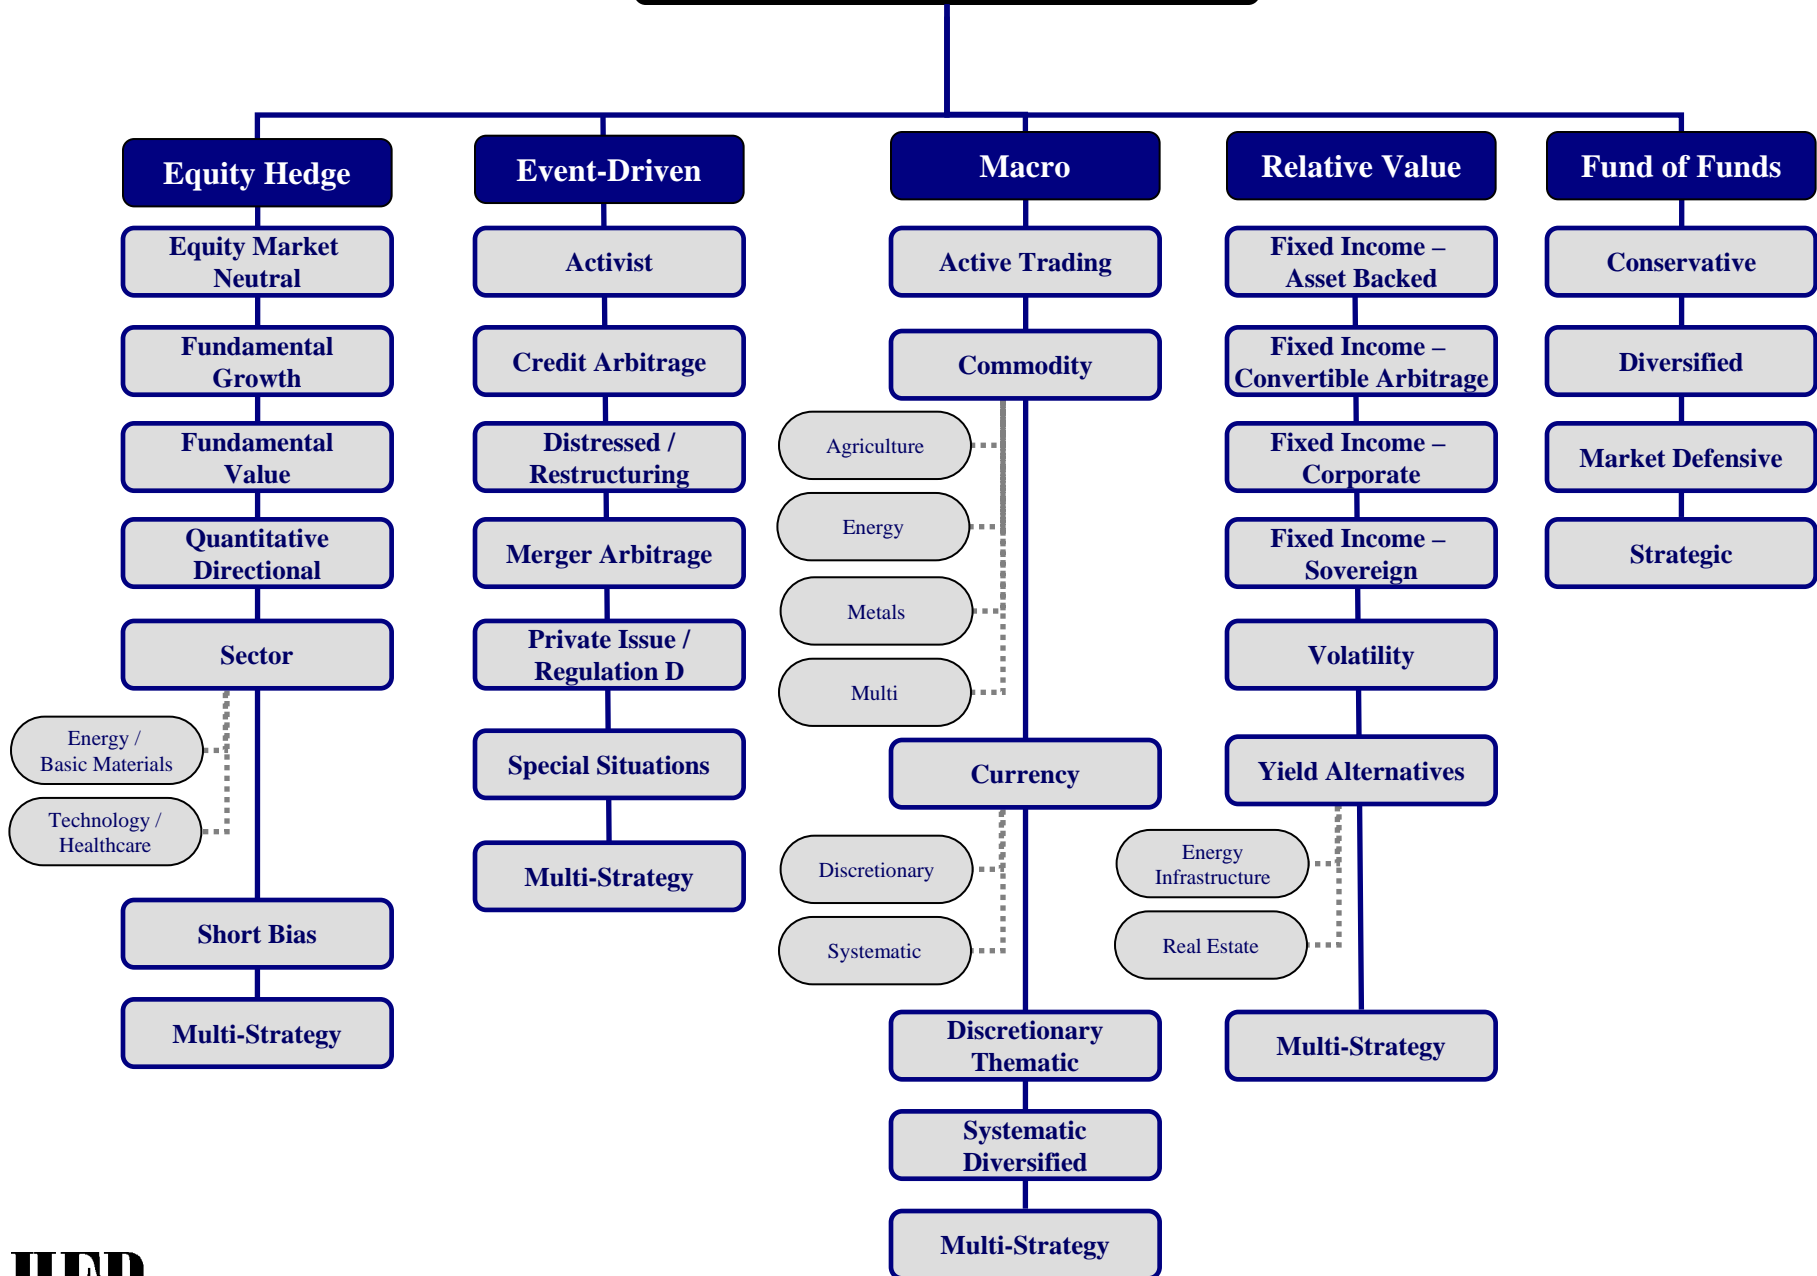 Equity Hedge
Equity Market
Neutral
Fundamental
Growth
Fundamental
Value
Quantitative
Directional
Sector
Energy /
Basic Materials
Technology /
Healthcare
Short Bias
Multi-Strategy
Event-Driven
Activist
Credit Arbitrage
Distressed /
Restructuring
Merger Arbitrage
Private Issue /
Regulation D
Special Situations
Multi-Strategy
Macro
Active Trading
Commodity
Agriculture
Energy
Metals
Multi
Currency
Discretionary
Systematic
Discretionary
Thematic
Systematic
Diversified
Multi-Strategy
Relative Value
Fixed Income –
Asset Backed
Fixed Income –
Convertible Arbitrage
Fixed Income –
Corporate
Fixed Income –
Sovereign
Volatility
Yield Alternatives
Energy
Infrastructure
Real Estate
Multi-Strategy
Fund of Funds
Conservative
Diversified
Market Defensive
Strategic